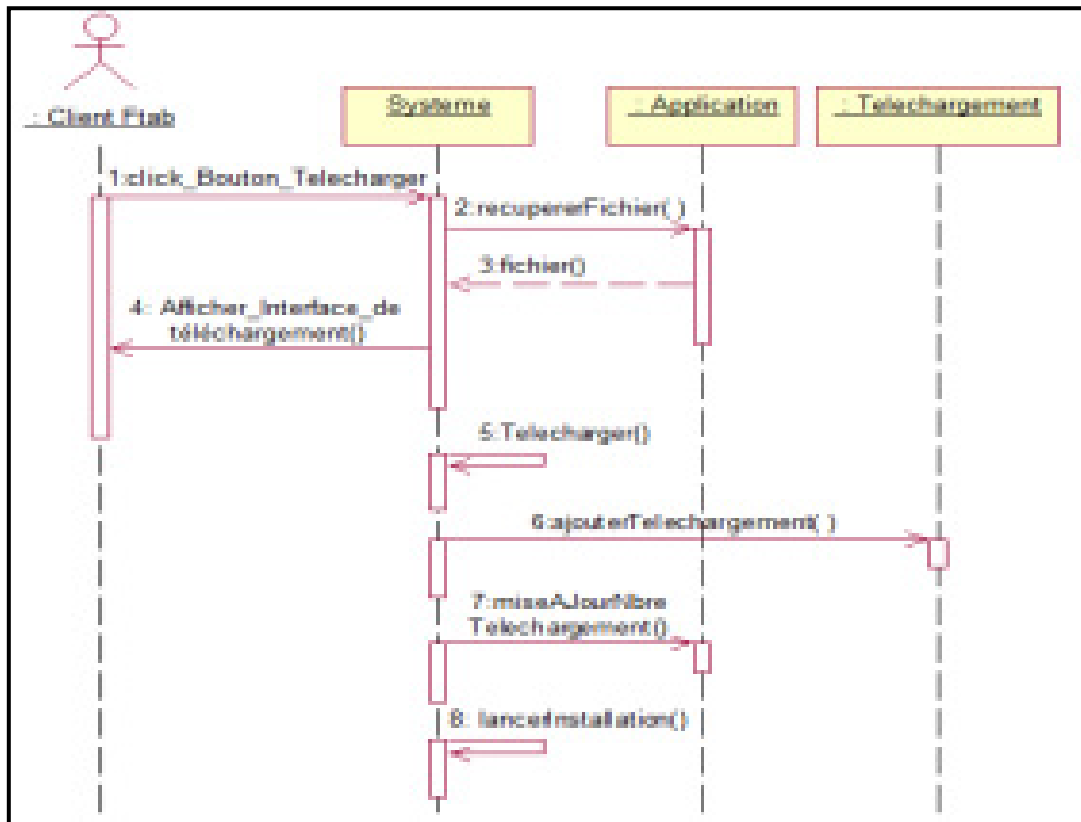 : Client Ftab
Systeme
: Application
: Telechargement
1:click_Bouton_Telecharger
2:recupererFichier( )
3:fichier()
4: Afficher_Interface_de
téléchargement()
5:Telecharger()
6:ajouterTelechargement( )
7:miseAJourNbre
Telechargement()
8: lancerInstallation()